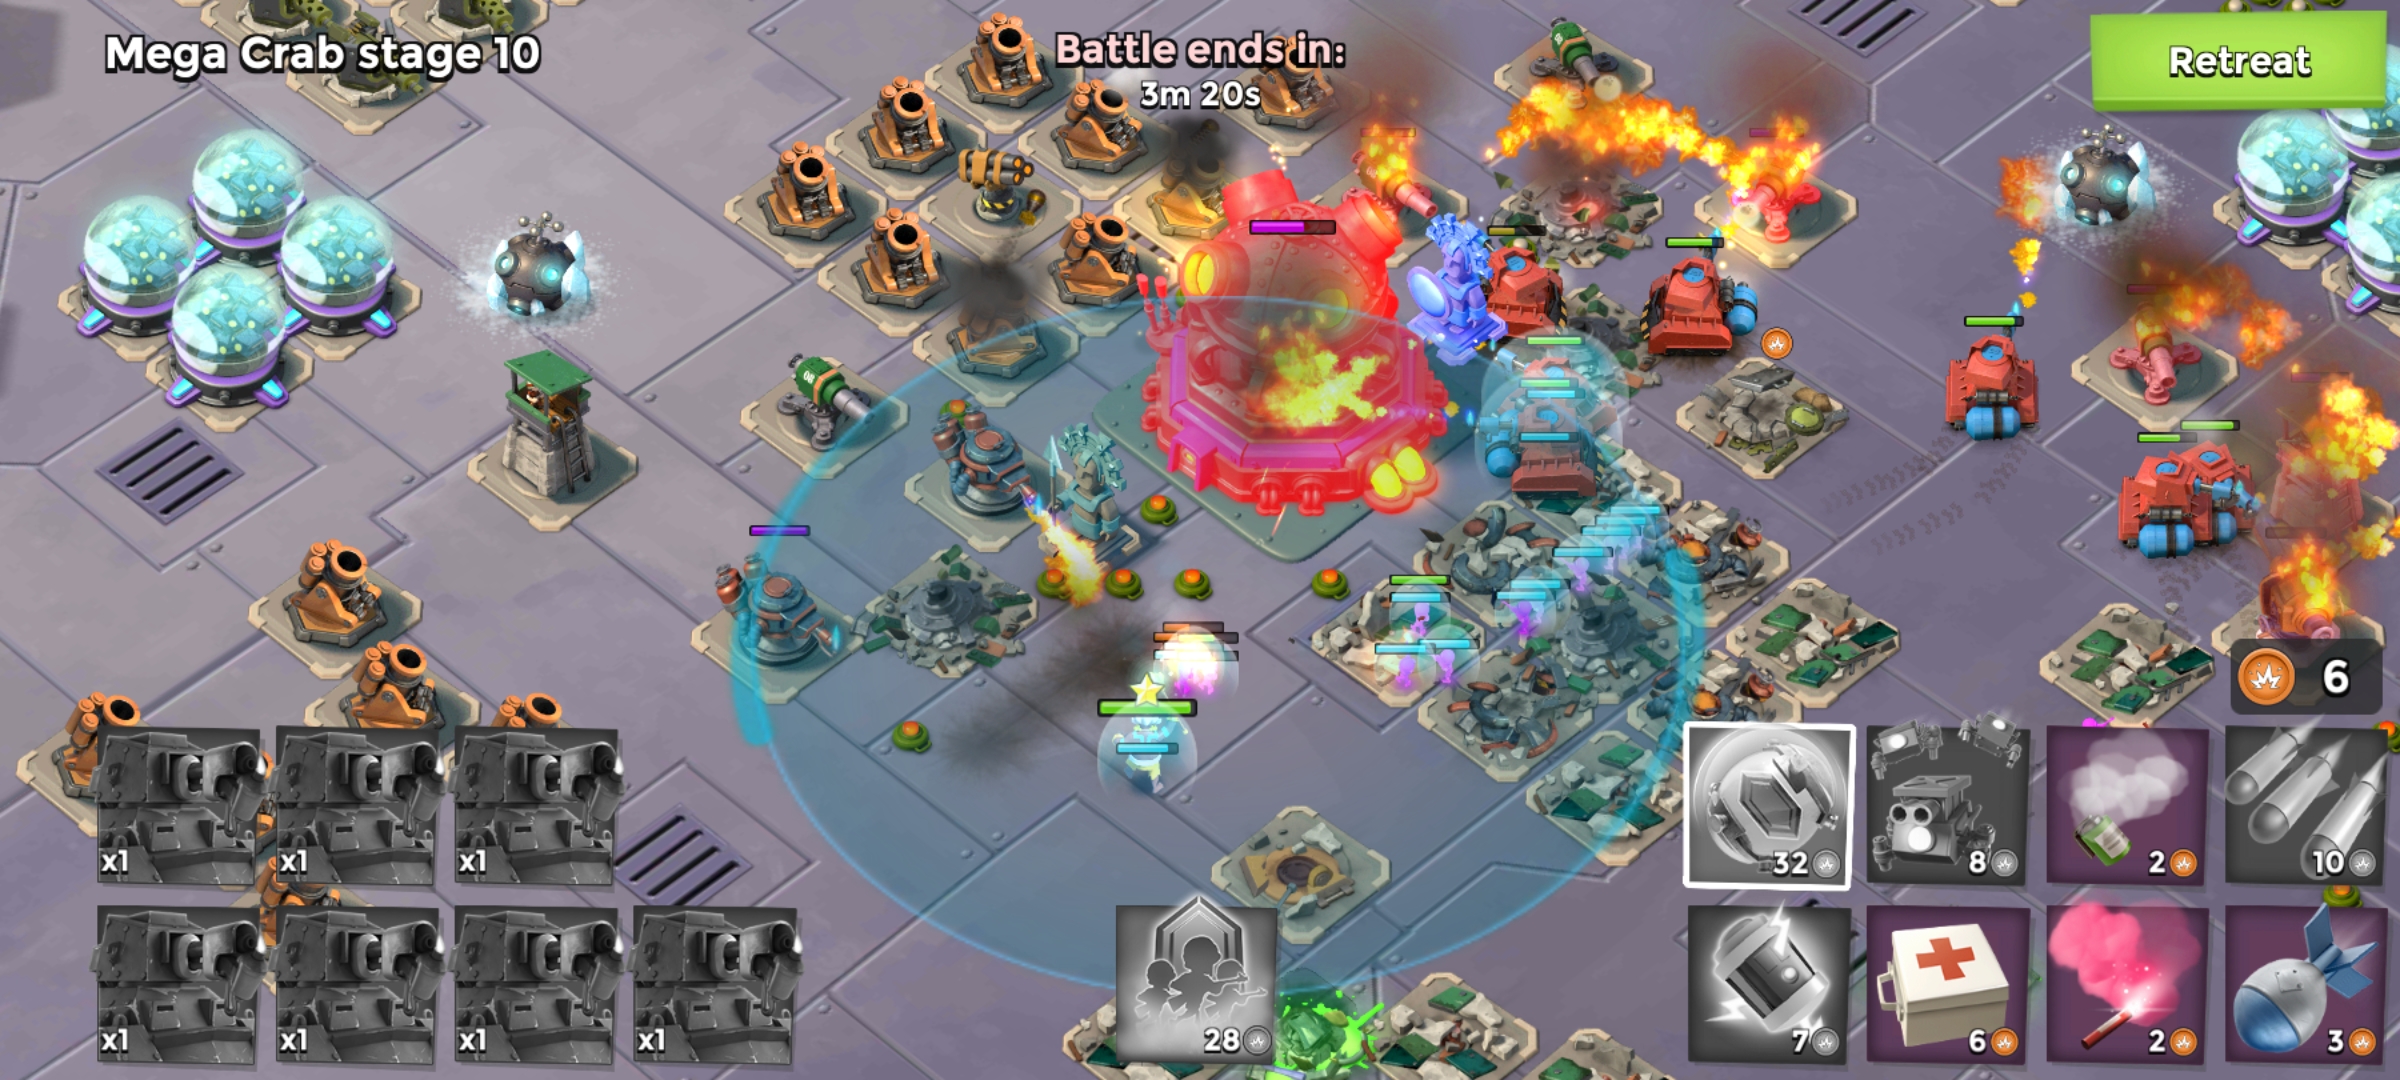 Mega Crab stage 10
Battle ends in:
3m 20s
Retreat
6
x1
x1
x1
32
8
2
10
x1
x1
x1
x1
28
7
6
2
3